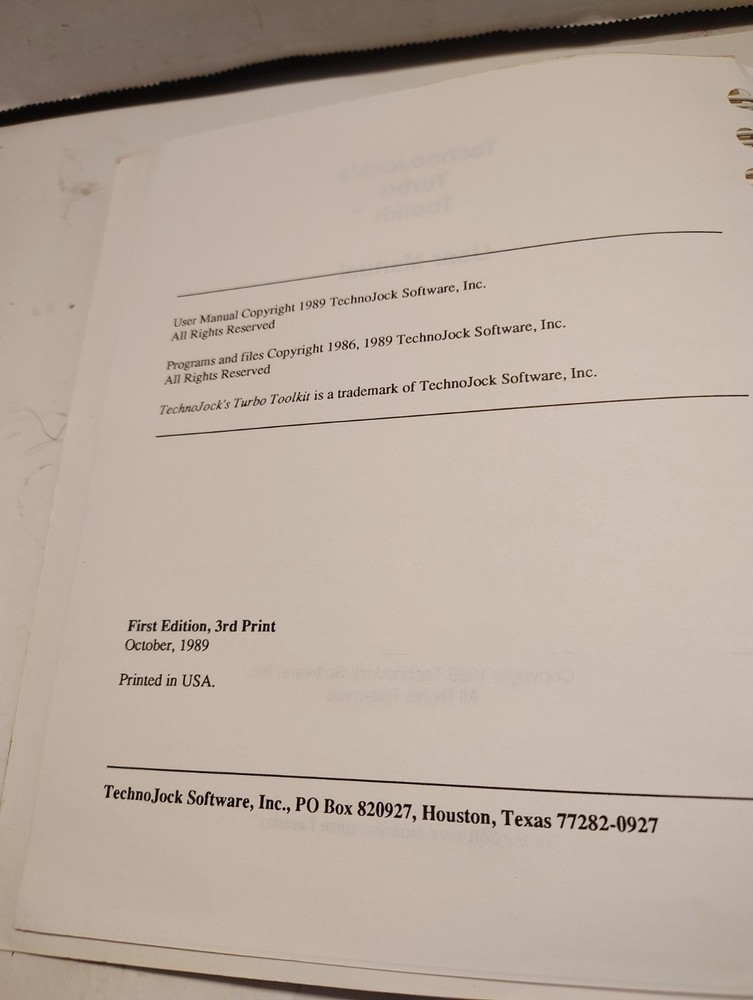 User Manual Copyright 1989 TechnoJock Software, Inc.
All Rights Reserved
Programs and files Copyright 1986, 1989 TechnoJock Software, Inc.
All Rights Reserved
TechnoJock's Turbo Toolkit is a trademark of TechnoJock Software, Inc.
First Edition, 3rd Print
October, 1989
Printed in USA.
TechnoJock Software, Inc., PO Box 820927, Houston, Texas 77282-0927